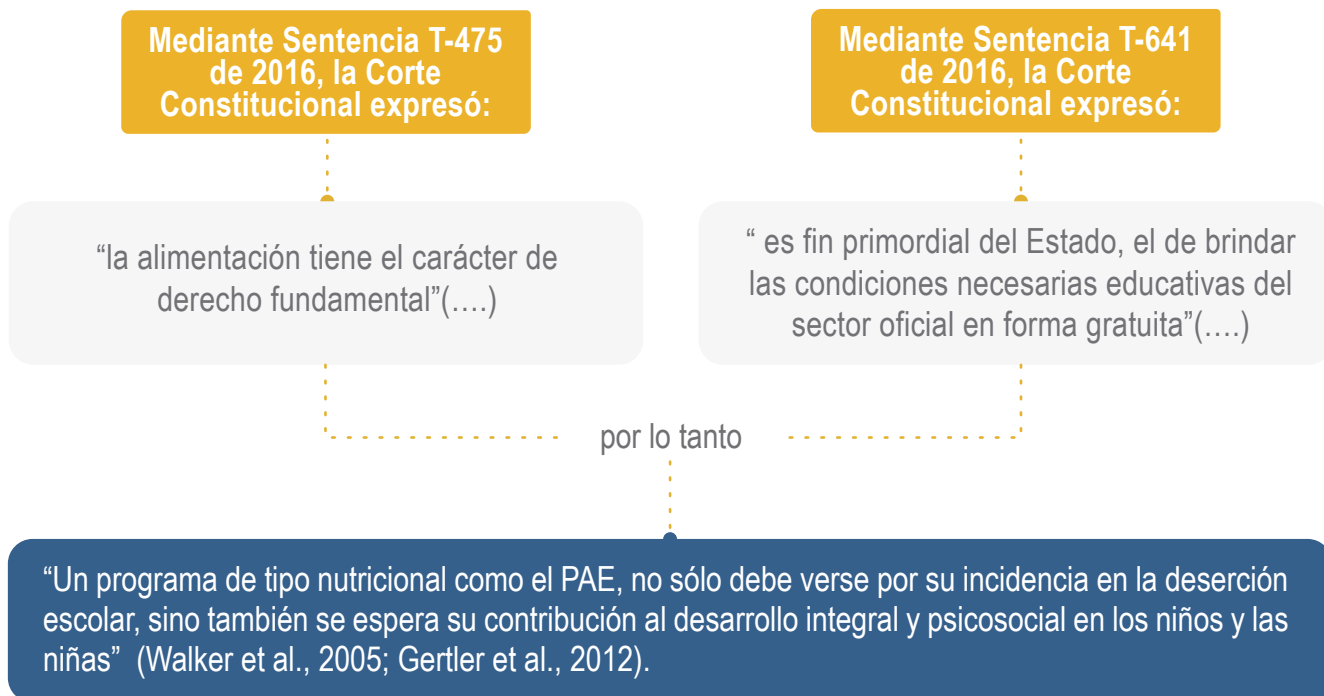 Mediante Sentencia T-475
de 2016, la Corte
Constitucional expresó:
“la alimentación tiene el carácter de
derecho fundamental”(....)
Mediante Sentencia T-641
de 2016, la Corte
Constitucional expresó:
“ es fin primordial del Estado, el de brindar
las condiciones necesarias educativas del
sector oficial en forma gratuita”(....)
por lo tanto
“Un programa de tipo nutricional como el PAE, no sólo debe verse por su incidencia en la deserción
escolar, sino también se espera su contribución al desarrollo integral y psicosocial en los niños y las
niñas”  (Walker et al., 2005; Gertler et al., 2012).